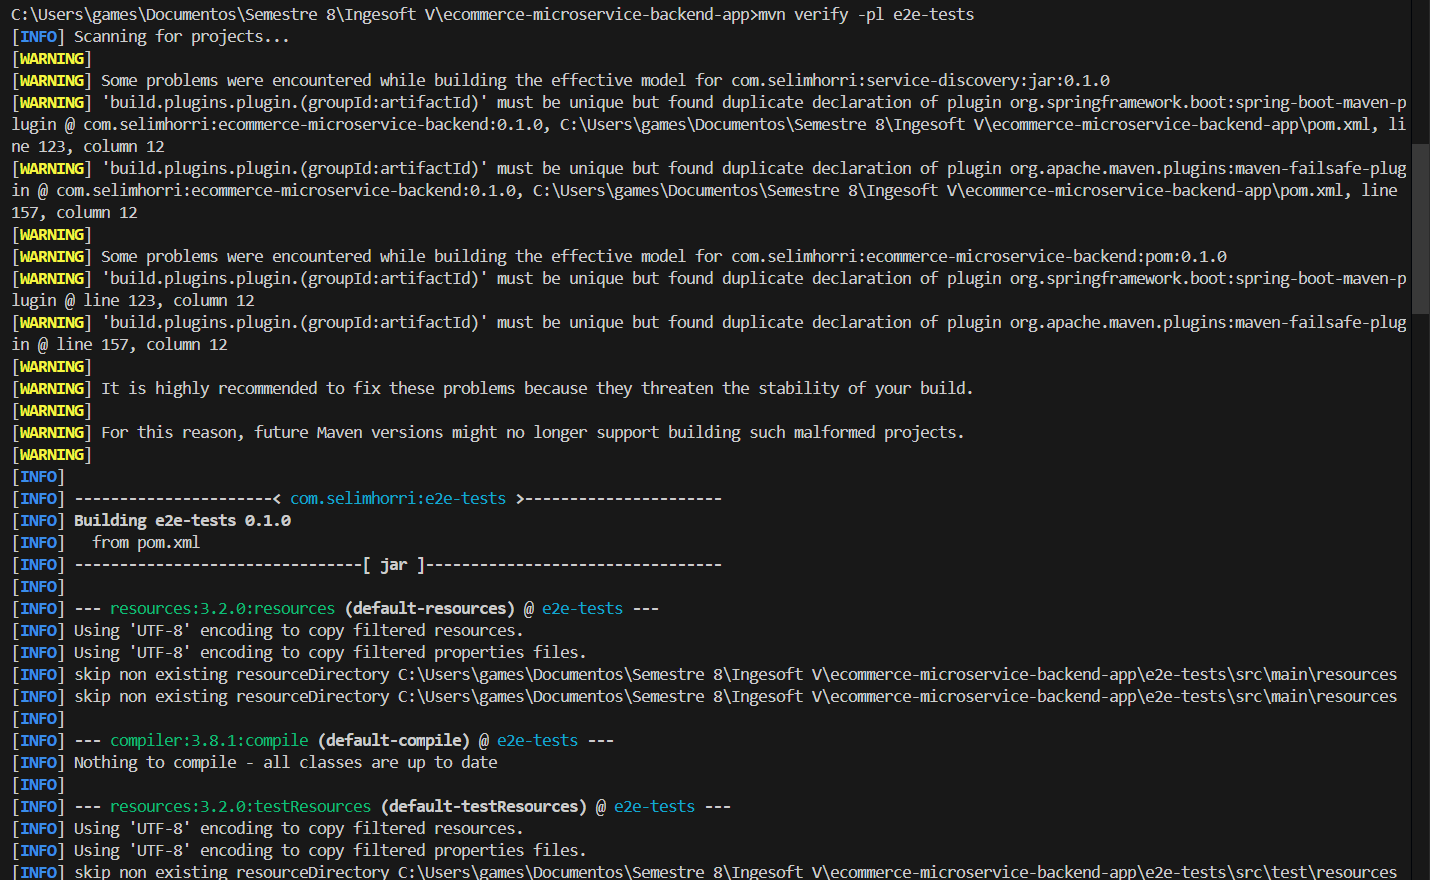 C:\Users\games\Documentos\Semestre 8\Ingesoft V\ecommerce-microservice-backend-app>mvn verify -pl e2e-tests
[INFO] Scanning for projects...
[WARNING]
[WARNING] Some problems were encountered while building the effective model for com.selimhorri:service-discovery:jar:0.1.0
[WARNING] 'build.plugins.plugin.(groupId:artifactId)' must be unique but found duplicate declaration of plugin org.springframework.boot:spring-boot-maven-p
lugin @ com.selimhorri:ecommerce-microservice-backend:0.1.0, C:\Users\games\Documentos\Semestre 8\Ingesoft V\ecommerce-microservice-backend-app\pom.xml, li
ne 123, column 12
[WARNING] 'build.plugins.plugin.(groupId:artifactId)' must be unique but found duplicate declaration of plugin org.apache.maven.plugins:maven-failsafe-plug
in @ com.selimhorri:ecommerce-microservice-backend:0.1.0, C:\Users\games\Documentos\Semestre 8\Ingesoft V\ecommerce-microservice-backend-app\pom.xml, line
157, column 12
[WARNING]
[WARNING] Some problems were encountered while building the effective model for com.selimhorri:ecommerce-microservice-backend:pom:0.1.0
[WARNING] 'build.plugins.plugin.(groupId:artifactId)' must be unique but found duplicate declaration of plugin org.springframework.boot:spring-boot-maven-p
lugin @ line 123, column 12
[WARNING] 'build.plugins.plugin.(groupId:artifactId)' must be unique but found duplicate declaration of plugin org.apache.maven.plugins:maven-failsafe-plug
in @ line 157, column 12
[WARNING]
[WARNING] It is highly recommended to fix these problems because they threaten the stability of your build.
[WARNING]
[WARNING] For this reason, future Maven versions might no longer support building such malformed projects.
[WARNING]
[INFO]
[INFO] ----------------------< com.selimhorri:e2e-tests >----------------------
[INFO] Building e2e-tests 0.1.0
[INFO]   from pom.xml
[INFO] --------------------------------[ jar ]---------------------------------
[INFO]
[INFO] --- resources:3.2.0:resources (default-resources) @ e2e-tests ---
[INFO] Using 'UTF-8' encoding to copy filtered resources.
[INFO] Using 'UTF-8' encoding to copy filtered properties files.
[INFO] skip non existing resourceDirectory C:\Users\games\Documentos\Semestre 8\Ingesoft V\ecommerce-microservice-backend-app\e2e-tests\src\main\resources
[INFO] skip non existing resourceDirectory C:\Users\games\Documentos\Semestre 8\Ingesoft V\ecommerce-microservice-backend-app\e2e-tests\src\main\resources
[INFO]
[INFO] --- compiler:3.8.1:compile (default-compile) @ e2e-tests ---
[INFO] Nothing to compile - all classes are up to date
[INFO]
[INFO] --- resources:3.2.0:testResources (default-testResources) @ e2e-tests ---
[INFO] Using 'UTF-8' encoding to copy filtered resources.
[INFO] Using 'UTF-8' encoding to copy filtered properties files.
[INFO] skip non existing resourceDirectory C:\Users\games\Documentos\Semestre 8\Ingesoft V\ecommerce-microservice-backend-app\e2e-tests\src\test\resources